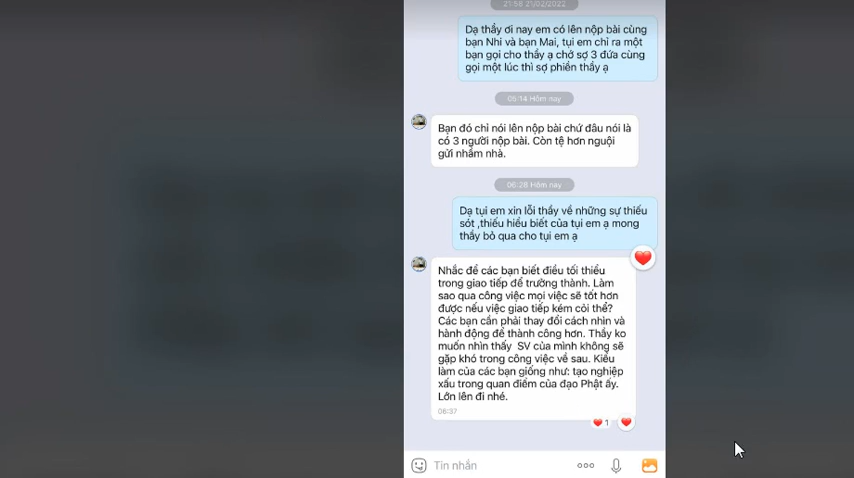 21:58 21/02/2022
Dạ thầy ơi nay em có lên nộp bài cùng
bạn Nhi và bạn Mai, tụi em chỉ ra một
bạn gọi cho thầy ạ chở sợ 3 đứa cùng
gọi một lúc thì sợ phiền thầy ạ
05:14 Hôm nay
Bạn đó chỉ nói lên nộp bài chứ đâu nói là
có 3 người nộp bài. Còn tệ hơn nguội
gửi nhầm nhà.
06:28 Hôm nay
Dạ tụi em xin lỗi thầy về những sự thiếu
sót ,thiếu hiểu biết của tụi em ạ mong
thầy bỏ qua cho tụi em ạ
Nhắc để các bạn biết điều tối thiểu
trong giao tiếp để trưởng thành. Làm
sao qua công việc mọi việc sẽ tốt hơn
được nếu việc giao tiếp kém cỏi thế?
Các bạn cần phải thay đổi cách nhìn và
hành động để thành công hơn. Thầy ko
muốn nhìn thấy SV của mình không sẽ
gặp khó trong công việc về sau. Kiểu
làm của các bạn giống như: tạo nghiệp
xấu trong quan điểm của đạo Phật ấy.
Lớn lên đi nhé.
06:37
1
Tin nhắn